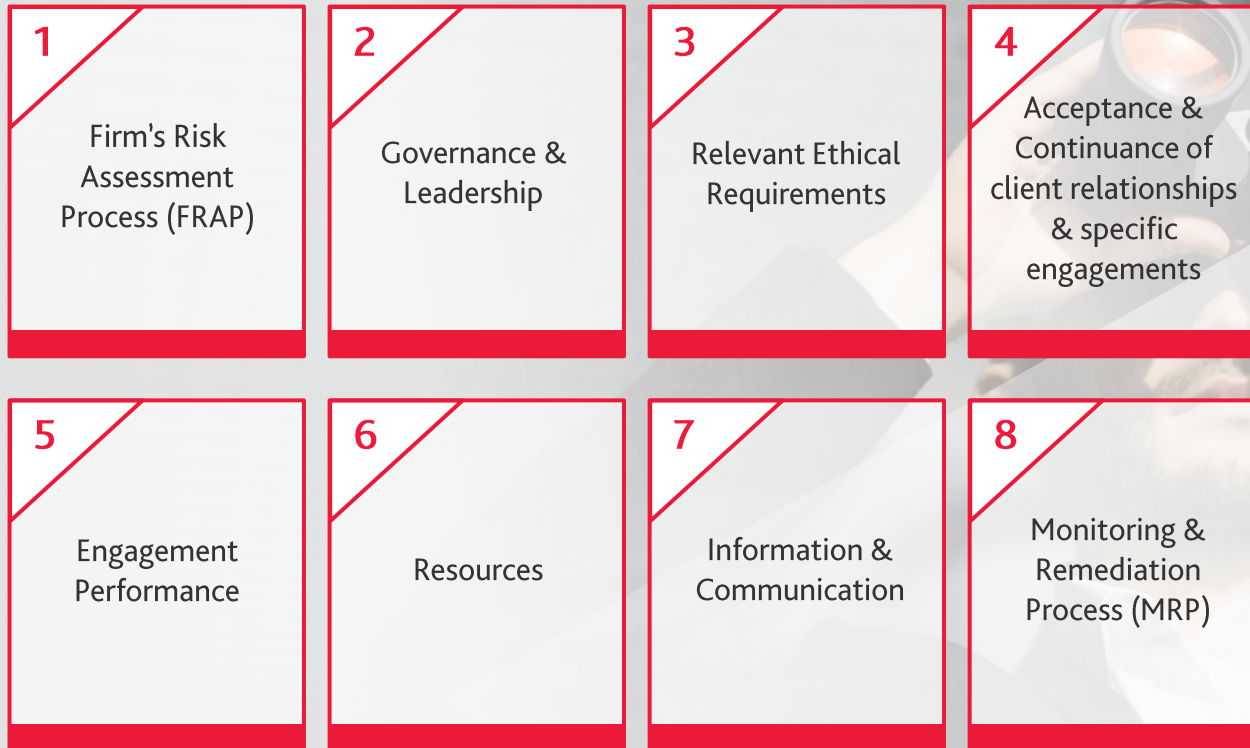 1
Firm's Risk
Assessment
Process (FRAP)
2
Governance &
Leadership
3
Relevant Ethical
Requirements
4
Acceptance &
Continuance of
client relationships
& specific
engagements
5
Engagement
Performance
6
Resources
7
Information &
Communication
8
Monitoring &
Remediation
Process (MRP)